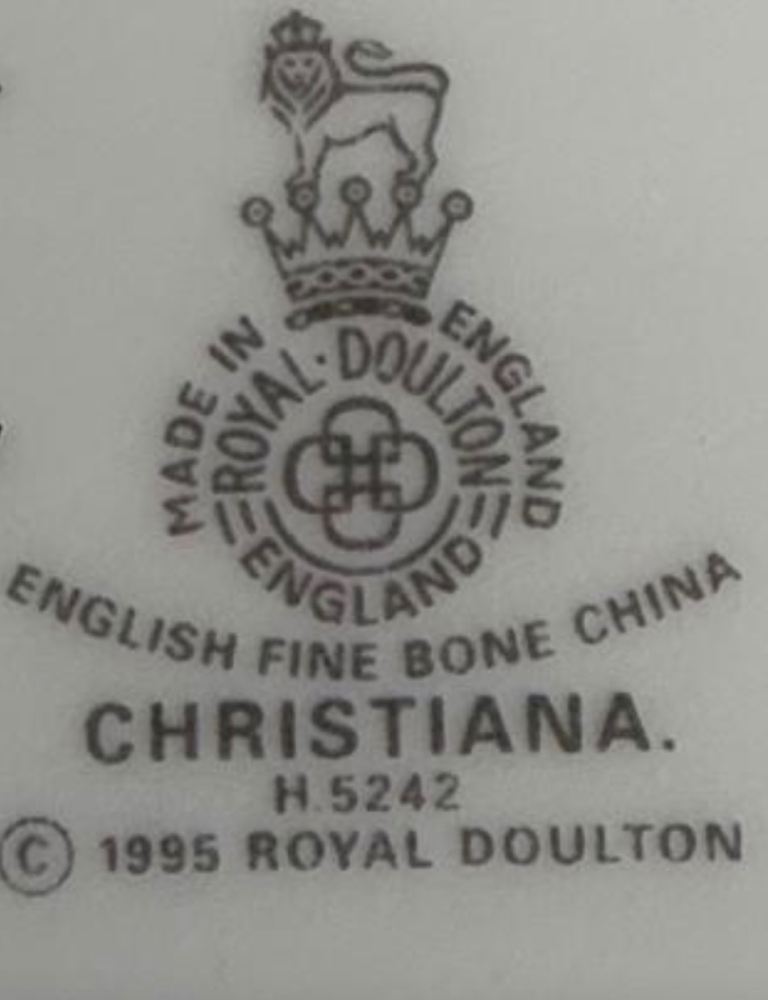 MADE IN ENGLAND
ROYAL·DOULTON
ENGLAND
ENGLISH FINE BONE CHINA
CHRISTIANA.
H.5242
© 1995 ROYAL DOULTON